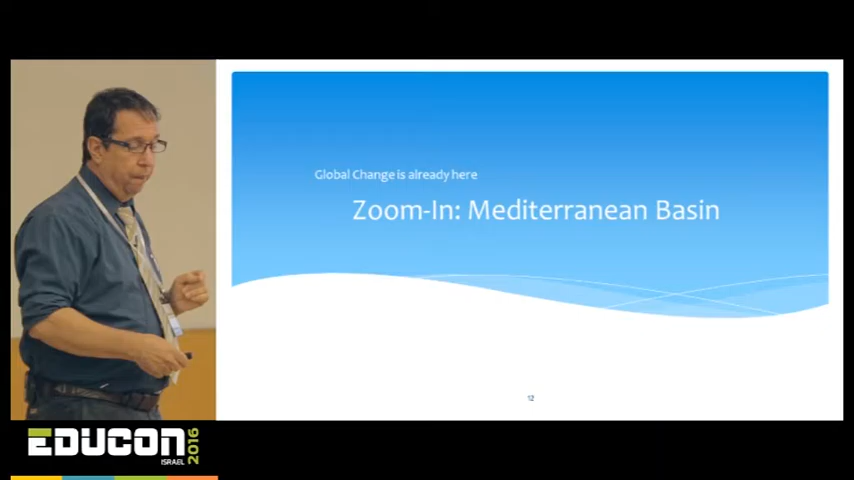 Global Change is already here
Zoom-In: Mediterranean Basin
12
EDUCON
ISRAEL
2016